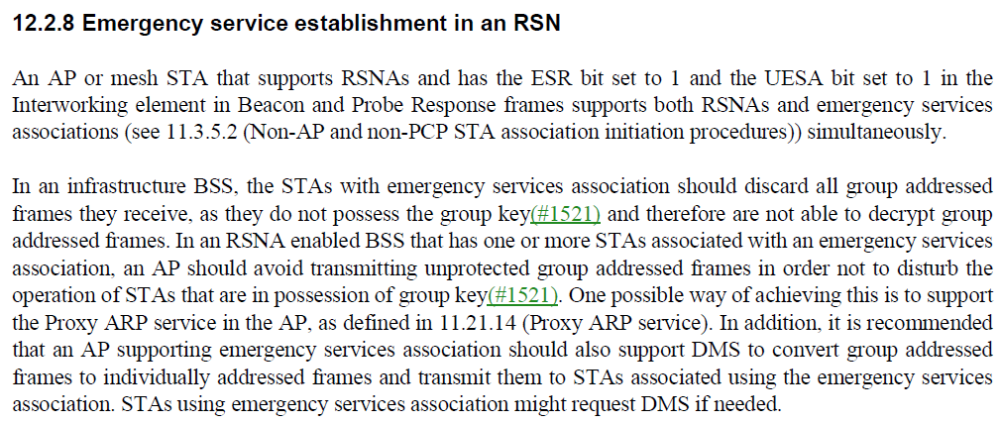 12.2.8 Emergency service establishment in an RSN
An AP or mesh STA that supports RSNAs and has the ESR bit set to 1 and the UESA bit set to 1 in the
Interworking element in Beacon and Probe Response frames supports both RSNAs and emergency services
associations (see 11.3.5.2 (Non-AP and non-PCP STA association initiation procedures)) simultaneously.
In an infrastructure BSS, the STAs with emergency services association should discard all group addressed
frames they receive, as they do not possess the group key(#1521) and therefore are not able to decrypt group
addressed frames. In an RSNA enabled BSS that has one or more STAs associated with an emergency services
association, an AP should avoid transmitting unprotected group addressed frames in order not to disturb the
operation of STAs that are in possession of group key(#1521). One possible way of achieving this is to support
the Proxy ARP service in the AP, as defined in 11.21.14 (Proxy ARP service). In addition, it is recommended
that an AP supporting emergency services association should also support DMS to convert group addressed
frames to individually addressed frames and transmit them to STAs associated using the emergency services
association. STAs using emergency services association might request DMS if needed.